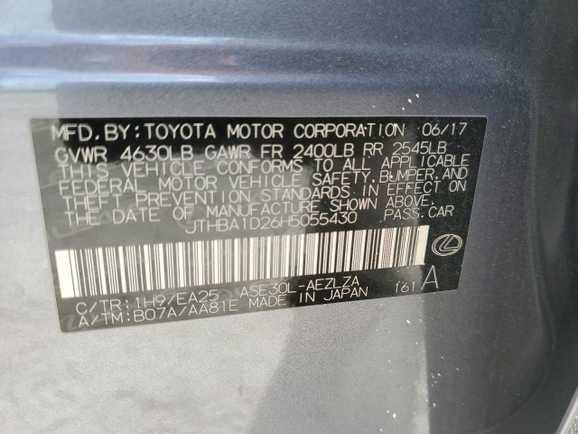 MFD. BY: TOYOTA MOTOR CORPORATION 06/17
GVWR 4630LB GAWR FR 2400LB RR 2545LB
THIS VEHICLE CONFORMS TO ALL APPLICABLE
FEDERAL MOTOR VEHICLE SAFETY, BUMPER, AND
THEFT PREVENTION STANDARDS IN EFFECT ON
THE DATE OF MANUFACTURE SHOWN ABOVE.
JTHBA1D26H5055430 PASS.CAR
C/TR: 1H9/EA25 ASE30L-AEZLZA
A/TM: B07A/AA81E MADE IN JAPAN 161 A